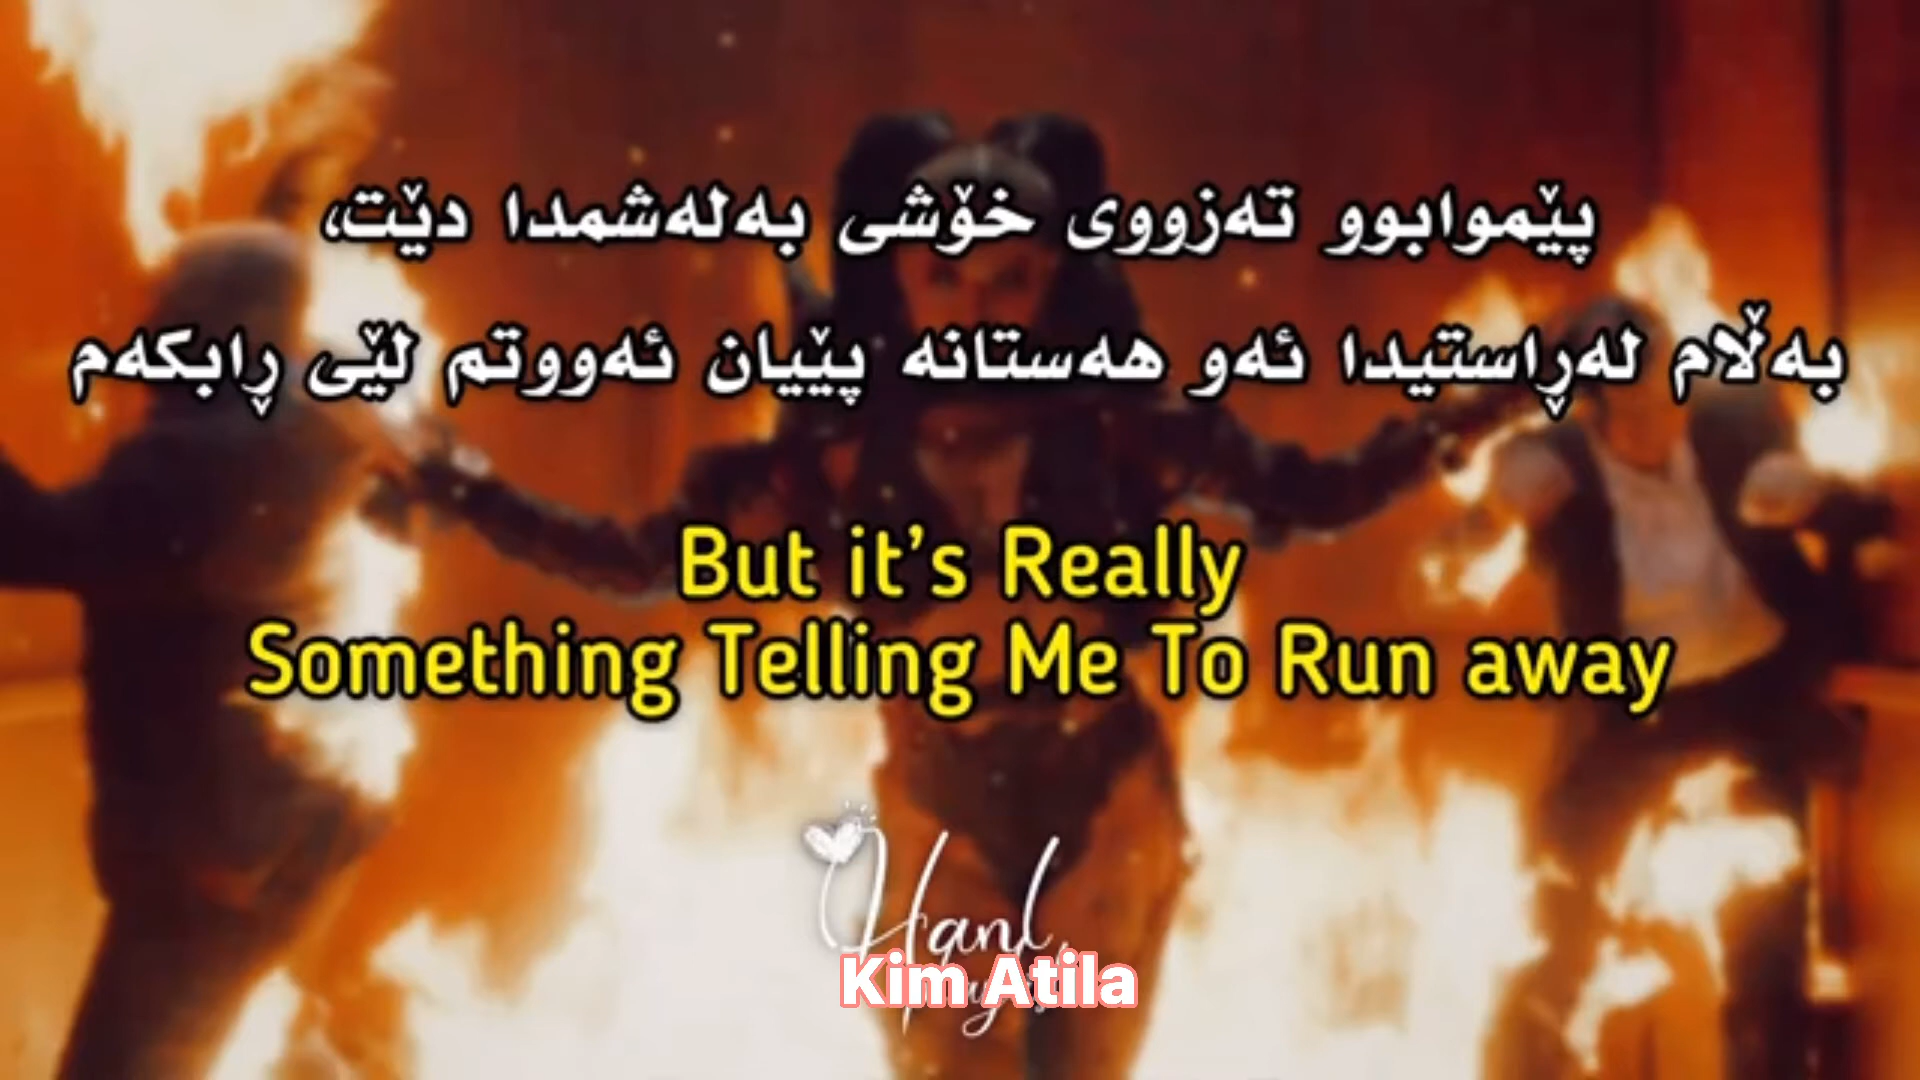 پێموابوو تەزووی خۆشی بەلەشمدا دێت،
بەڵام لەڕاستیدا ئەو هەستانە پێیان ئەووتم لێی ڕابکەم
But it’s Really
Something Telling Me To Run away
Hanl
Kim Atila